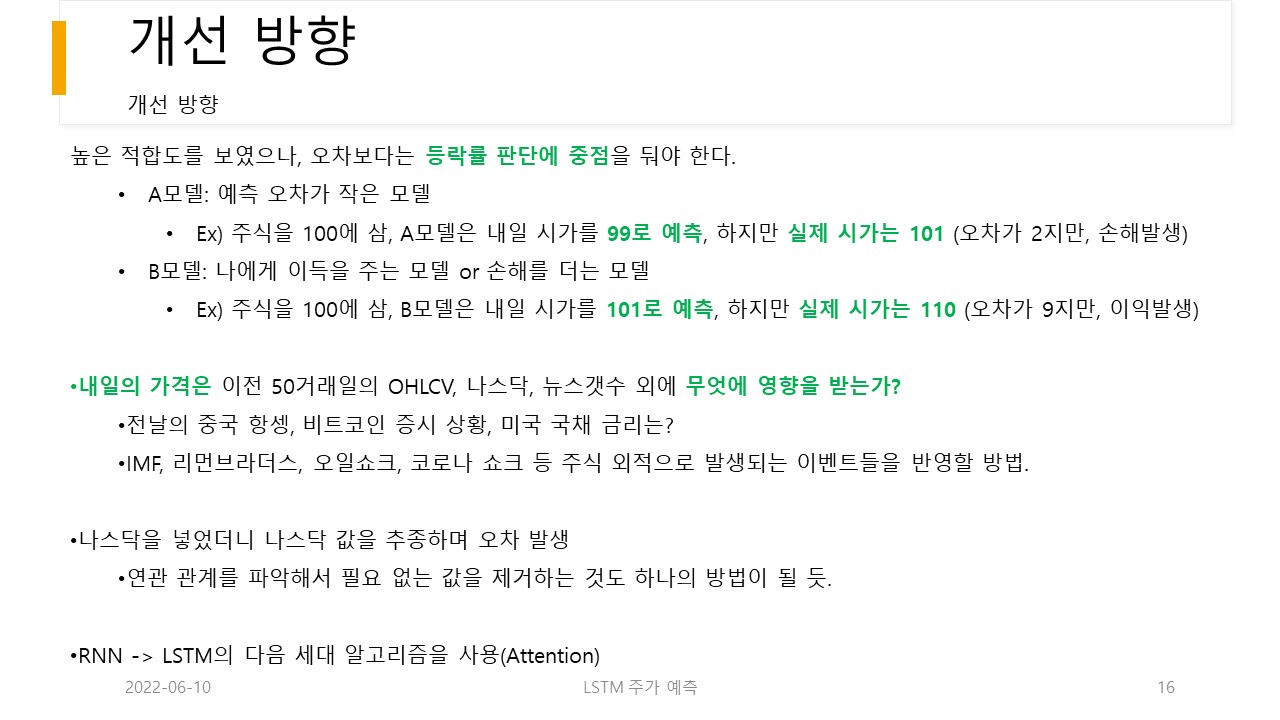 개선 방향
개선 방향
높은 적합도를 보였으나, 오차보다는 등락률 판단에 중점을 둬야 한다.
• A모델: 예측 오차가 작은 모델
• Ex) 주식을 100에 삼, A모델은 내일 시가를 99로 예측, 하지만 실제 시가는 101 (오차가 2지만, 손해발생)
• B모델: 나에게 이득을 주는 모델 or 손해를 더는 모델
• Ex) 주식을 100에 삼, B모델은 내일 시가를 101로 예측, 하지만 실제 시가는 110 (오차가 9지만, 이익발생)
•내일의 가격은 이전 50거래일의 OHLCV, 나스닥, 뉴스갯수 외에 무엇에 영향을 받는가?
•전날의 중국 항셍, 비트코인 증시 상황, 미국 국채 금리는?
•IMF, 리먼브라더스, 오일쇼크, 코로나 쇼크 등 주식 외적으로 발생되는 이벤트들을 반영할 방법.
•나스닥을 넣었더니 나스닥 값을 추종하며 오차 발생
•연관 관계를 파악해서 필요 없는 값을 제거하는 것도 하나의 방법이 될 듯.
•RNN -> LSTM의 다음 세대 알고리즘을 사용(Attention)
2022-06-10
LSTM 주가 예측
16